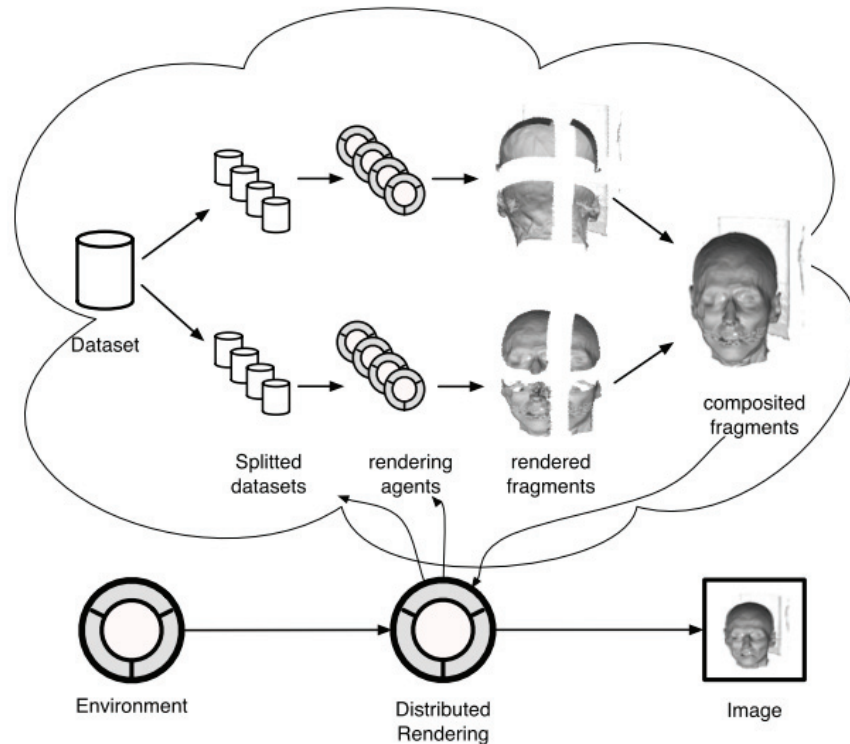 Dataset
Splitted
datasets
rendering
agents
rendered
fragments
composited
fragments
Environment
Distributed
Rendering
Image